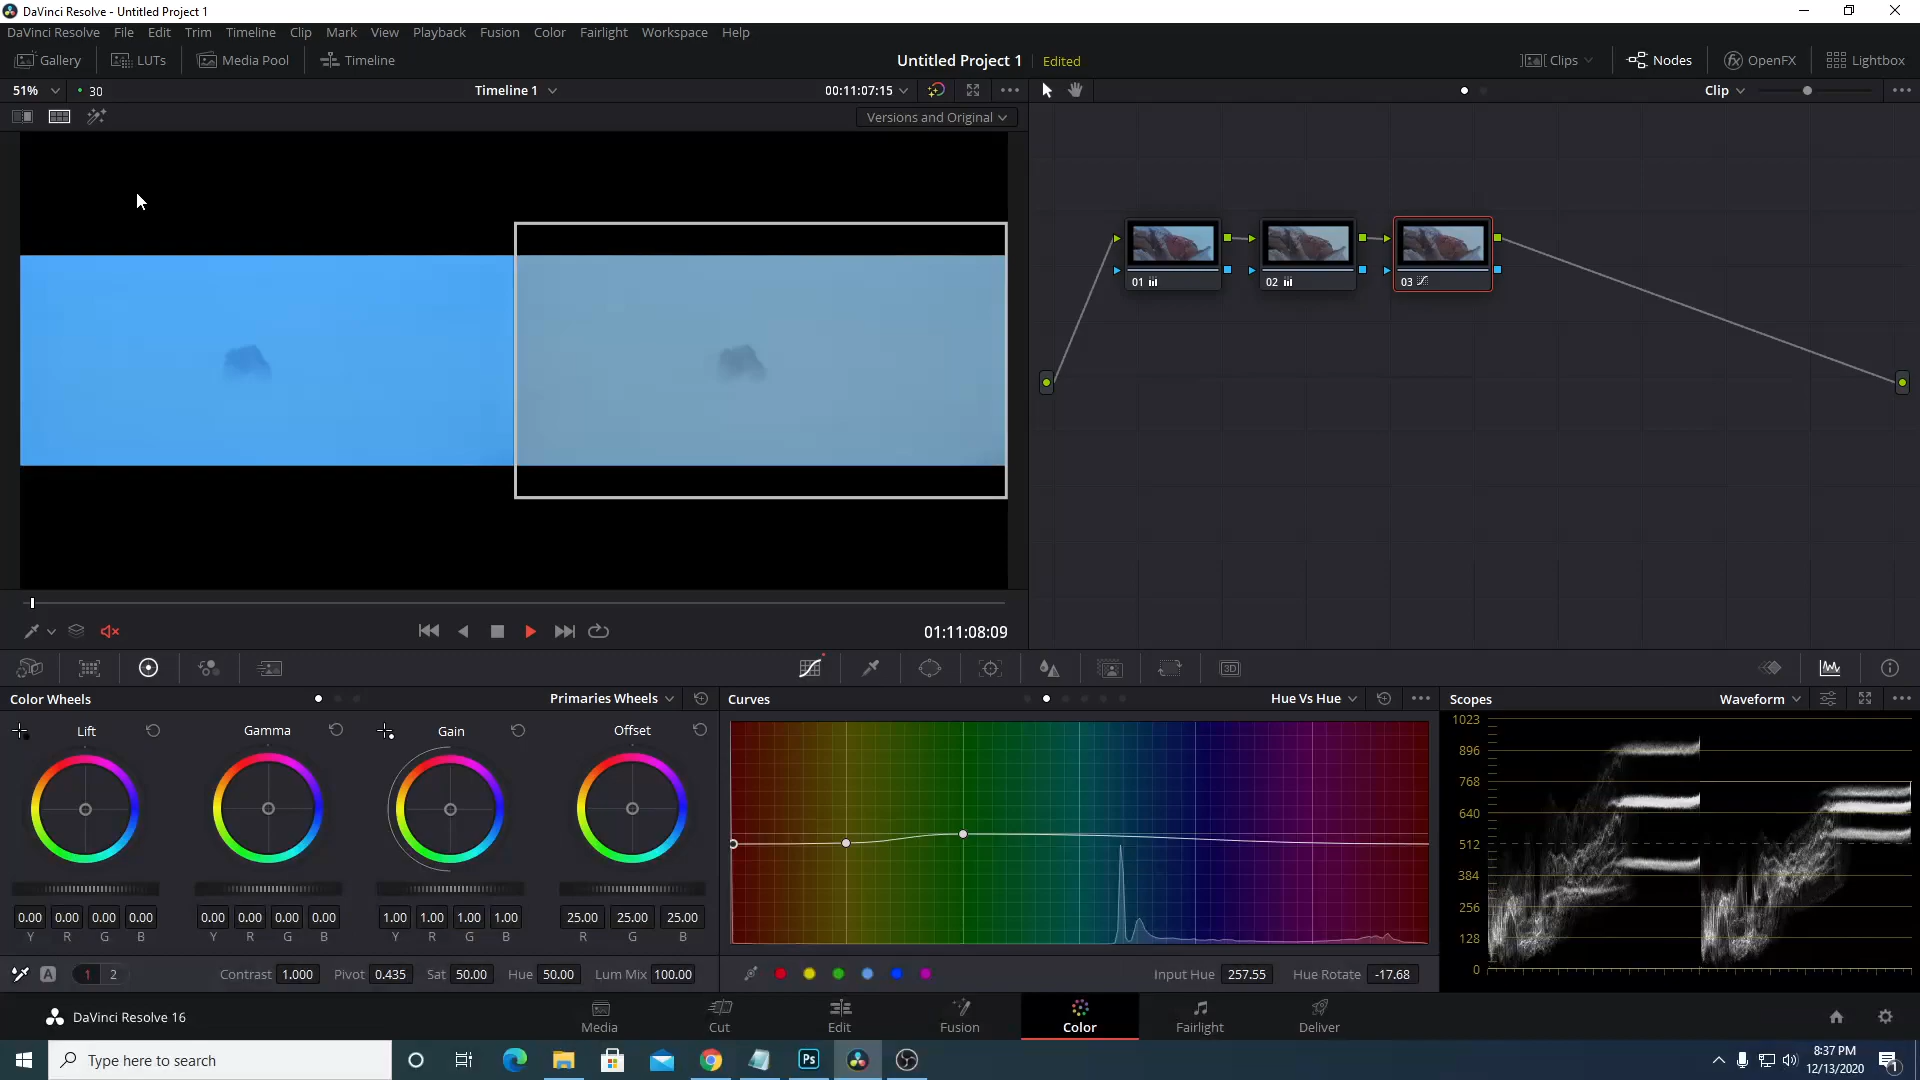 DaVinci Resolve - Untitled Project 1
DaVinci Resolve File Edit Trim Timeline Clip Mark View Playback Fusion Color Fairlight Workspace Help
Gallery LUTs Media Pool Timeline Untitled Project 1 Edited Clips Nodes fx OpenFX Lightbox
51% 30 Timeline 1 00:11:07:15 Clip
Versions and Original
01 02 03
01:11:08:09
3D
Color Wheels Primaries Wheels Curves Hue Vs Hue Scopes Waveform
Lift Gamma Gain Offset
1023
896
768
640
512
384
256
128
0
0.00 0.00 0.00 0.00 0.00 0.00 0.00 0.00 1.00 1.00 1.00 1.00 25.00 25.00 25.00
Y R G B Y R G B Y R G B R G B
A 1 2 Contrast 1.000 Pivot 0.435 Sat 50.00 Hue 50.00 Lum Mix 100.00 Input Hue 257.55 Hue Rotate -17.68
DaVinci Resolve 16 Media Cut Edit Fusion Color Fairlight Deliver
Type here to search Ps 8:37 PM
12/13/2020 1